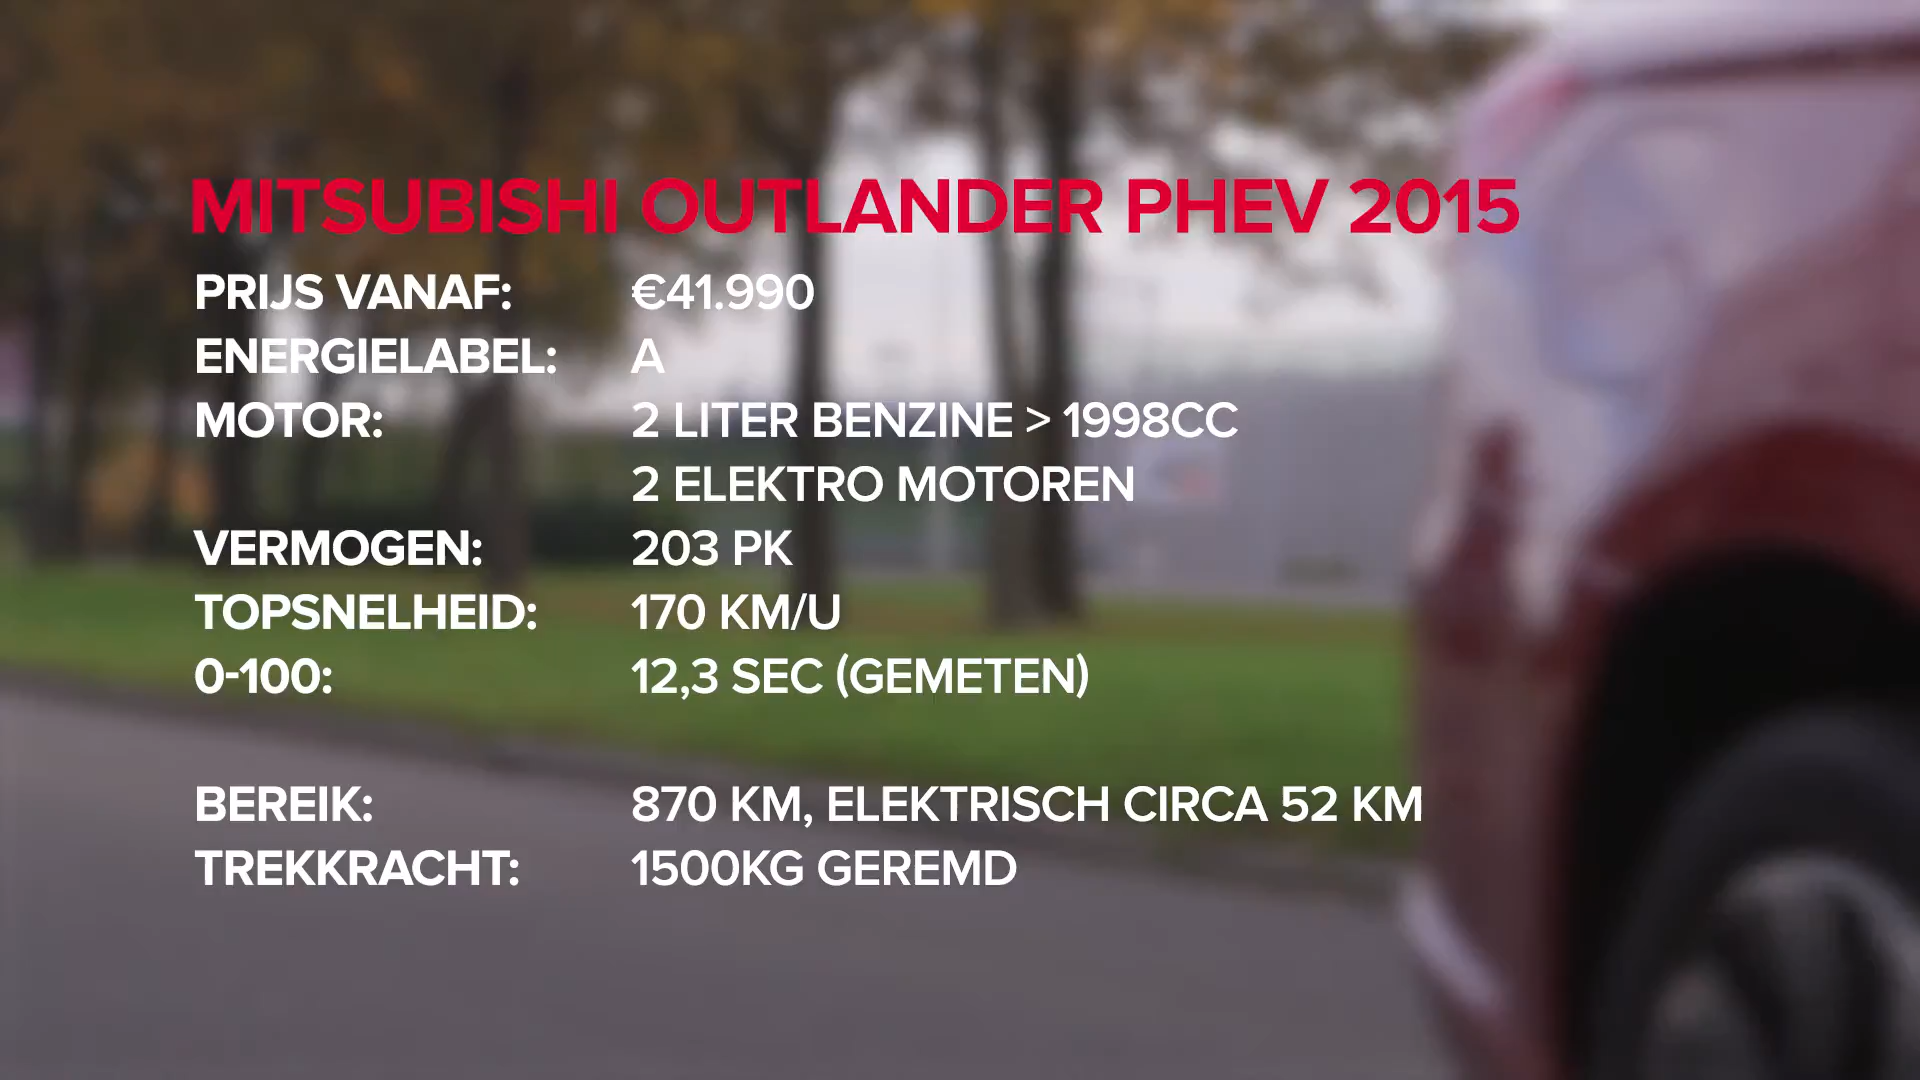 MITSUBISHI OUTLANDER PHEV 2015
PRIJS VANAF: €41.990
ENERGIELABEL: A
MOTOR: 2 LITER BENZINE > 1998CC
2 ELEKTRO MOTOREN
VERMOGEN: 203 PK
TOPSNELHEID: 170 KM/U
0-100: 12,3 SEC (GEMETEN)
BEREIK: 870 KM, ELEKTRISCH CIRCA 52 KM
TREKKRACHT: 1500KG GEREMD